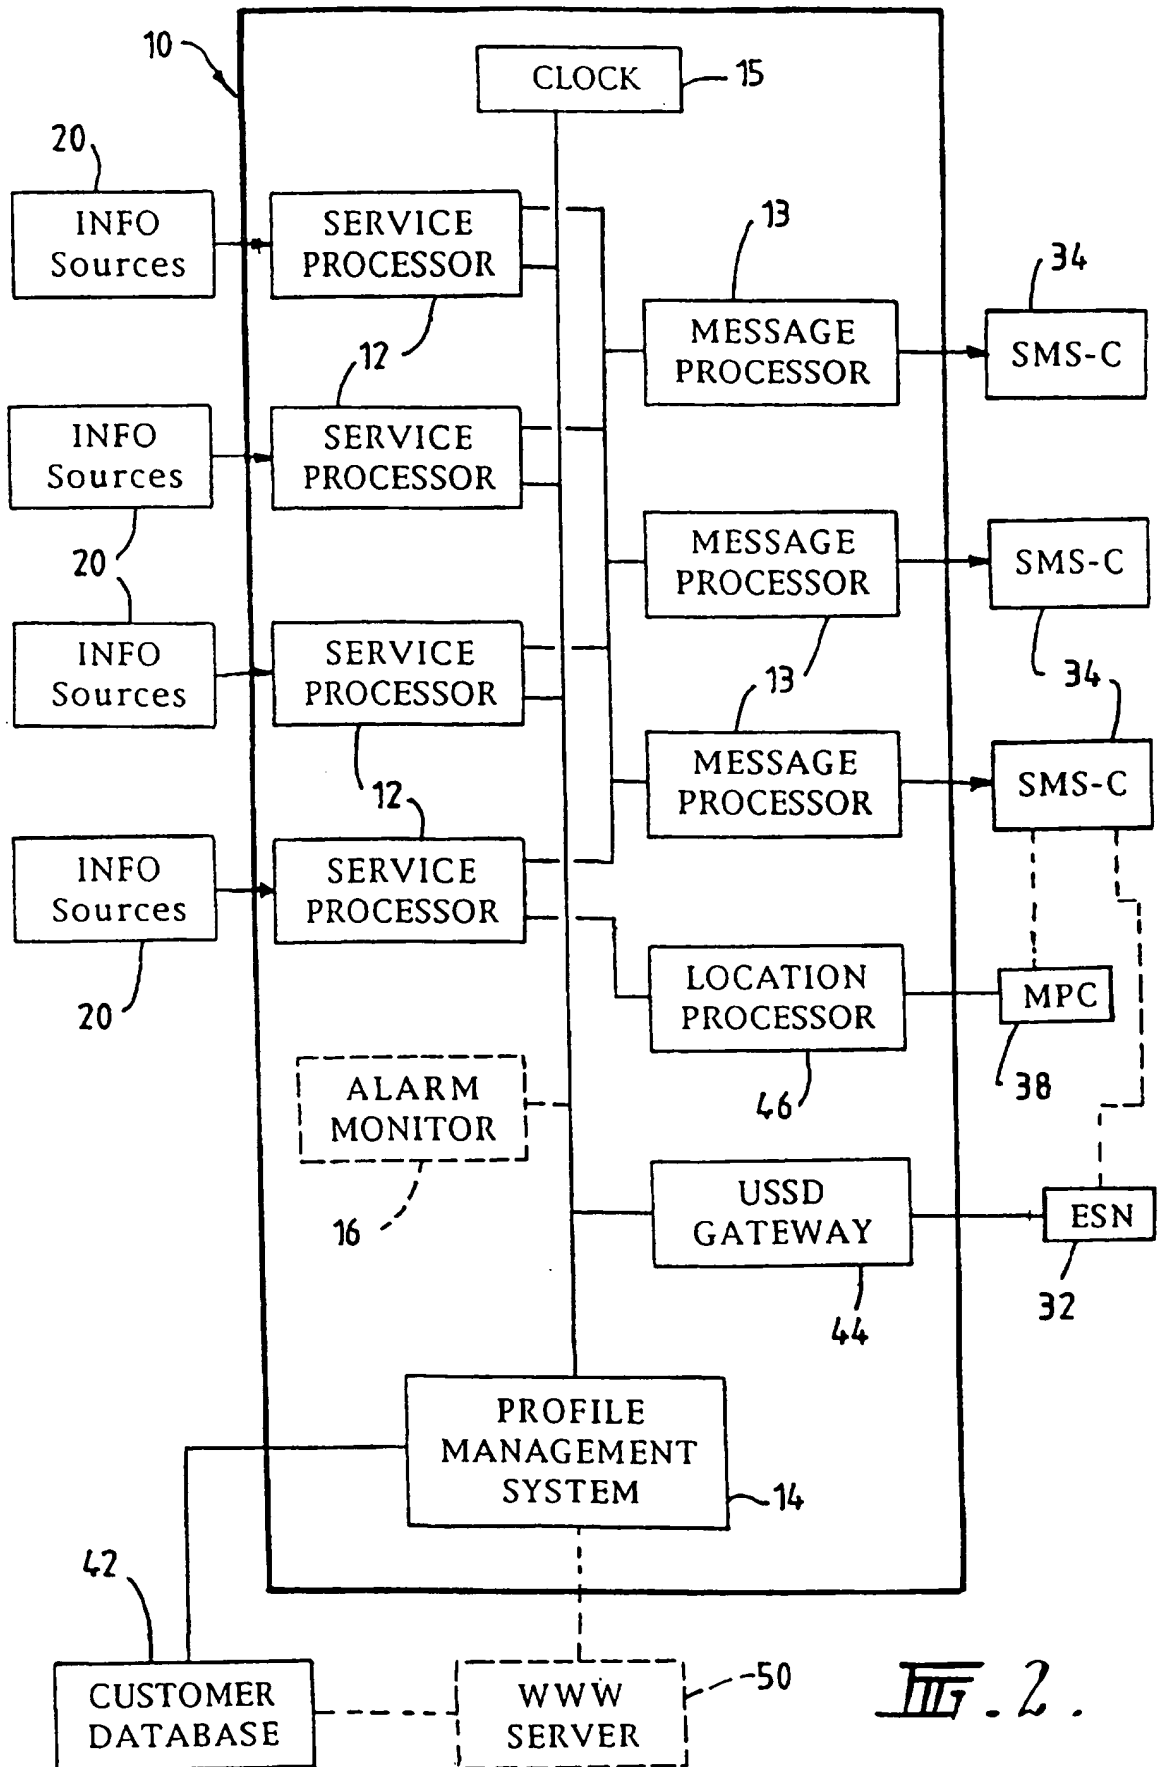 10
CLOCK
15
20
INFO
Sources
SERVICE
PROCESSOR
13
34
12
MESSAGE
PROCESSOR
SMS-C
INFO
Sources
SERVICE
PROCESSOR
20
MESSAGE
PROCESSOR
SMS-C
INFO
Sources
SERVICE
PROCESSOR
13
34
12
MESSAGE
PROCESSOR
SMS-C
INFO
Sources
SERVICE
PROCESSOR
20
LOCATION
PROCESSOR
MPC
46
38
ALARM
MONITOR
16
USSD
GATEWAY
ESN
44
32
PROFILE
MANAGEMENT
SYSTEM
14
42
CUSTOMER
DATABASE
WWW
SERVER
50
FIG. 2.